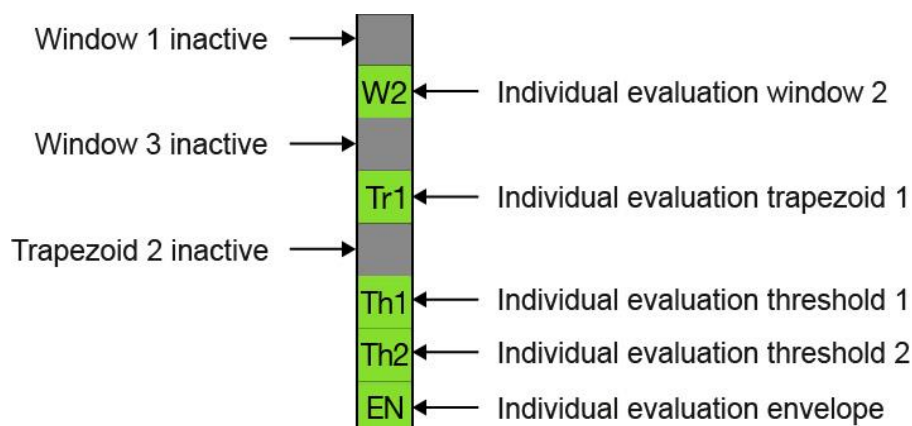 Window 1 inactive
W2 Individual evaluation window 2
Window 3 inactive
Tr1 Individual evaluation trapezoid 1
Trapezoid 2 inactive
Th1 Individual evaluation threshold 1
Th2 Individual evaluation threshold 2
EN Individual evaluation envelope